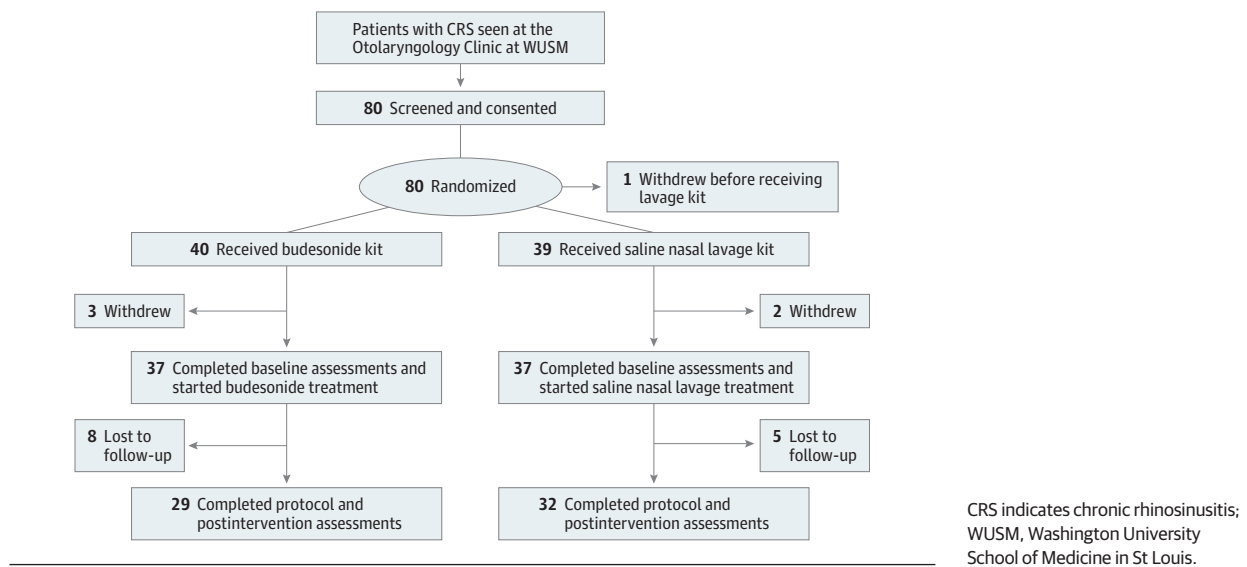 Patients with CRS seen at the
Otolaryngology Clinic at WUSM
80 Screened and consented
80 Randomized
1 Withdrew before receiving
lavage kit
40 Received budesonide kit
39 Received saline nasal lavage kit
3 Withdrew
2 Withdrew
37 Completed baseline assessments and
started budesonide treatment
37 Completed baseline assessments and
started saline nasal lavage treatment
8 Lost to
follow-up
5 Lost to
follow-up
29 Completed protocol and
postintervention assessments
32 Completed protocol and
postintervention assessments
CRS indicates chronic rhinosinusitis;
WUSM, Washington University
School of Medicine in St Louis.